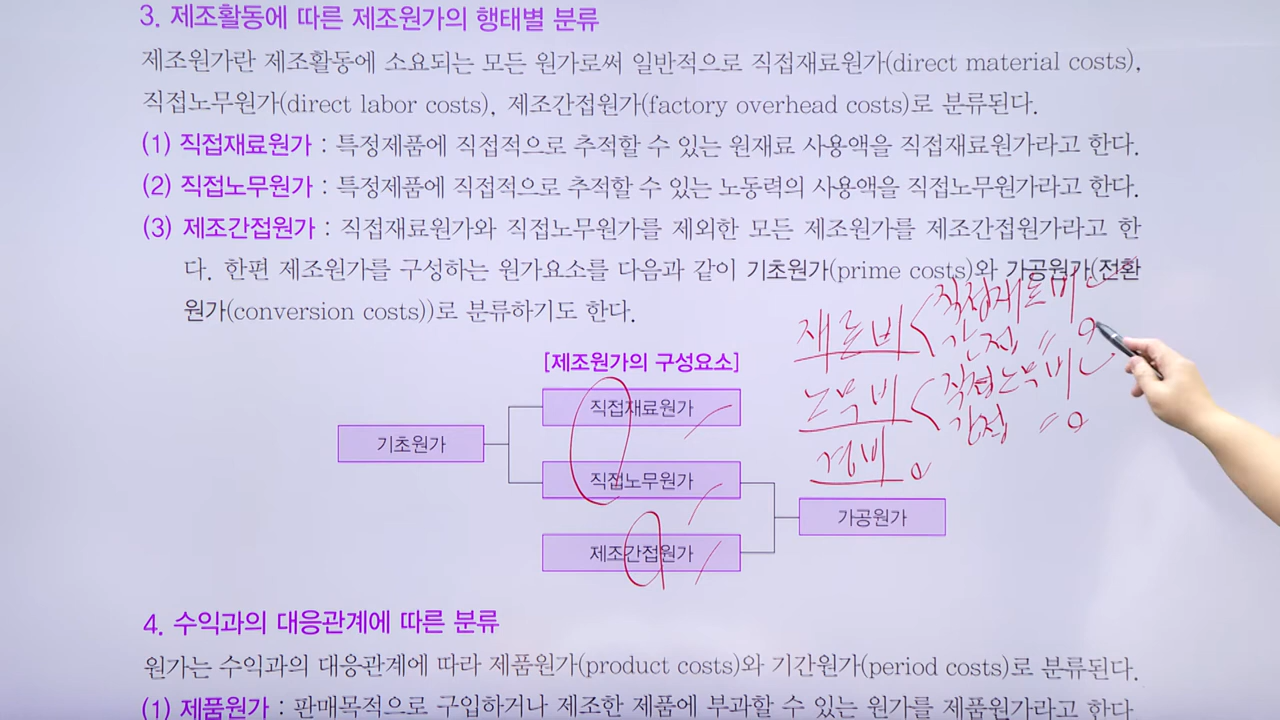 3. 제조활동에 따른 제조원가의 행태별 분류
제조원가란 제조활동에 소요되는 모든 원가로써 일반적으로 직접재료원가(direct material costs),
직접노무원가(direct labor costs), 제조간접원가(factory overhead costs)로 분류된다.
(1) 직접재료원가 : 특정제품에 직접적으로 추적할 수 있는 원재료 사용액을 직접재료원가라고 한다.
(2) 직접노무원가 : 특정제품에 직접적으로 추적할 수 있는 노동력의 사용액을 직접노무원가라고 한다.
(3) 제조간접원가 : 직접재료원가와 직접노무원가를 제외한 모든 제조원가를 제조간접원가라고 한
다. 한편 제조원가를 구성하는 원가요소를 다음과 같이 기초원가(prime costs)와 가공원가(전환
원가(conversion costs))로 분류하기도 한다.
재료비 < 직접재료비
간접 〃
노무비 < 직접노무비
간접 〃
경비
[제조원가의 구성요소]
직접재료원가
기초원가
직접노무원가
가공원가
제조간접원가
4. 수익과의 대응관계에 따른 분류
원가는 수익과의 대응관계에 따라 제품원가(product costs)와 기간원가(period costs)로 분류된다.
(1) 제품원가 : 판매목적으로 구입하거나 제조한 제품에 부과할 수 있는 원가를 제품원가라고 한다.